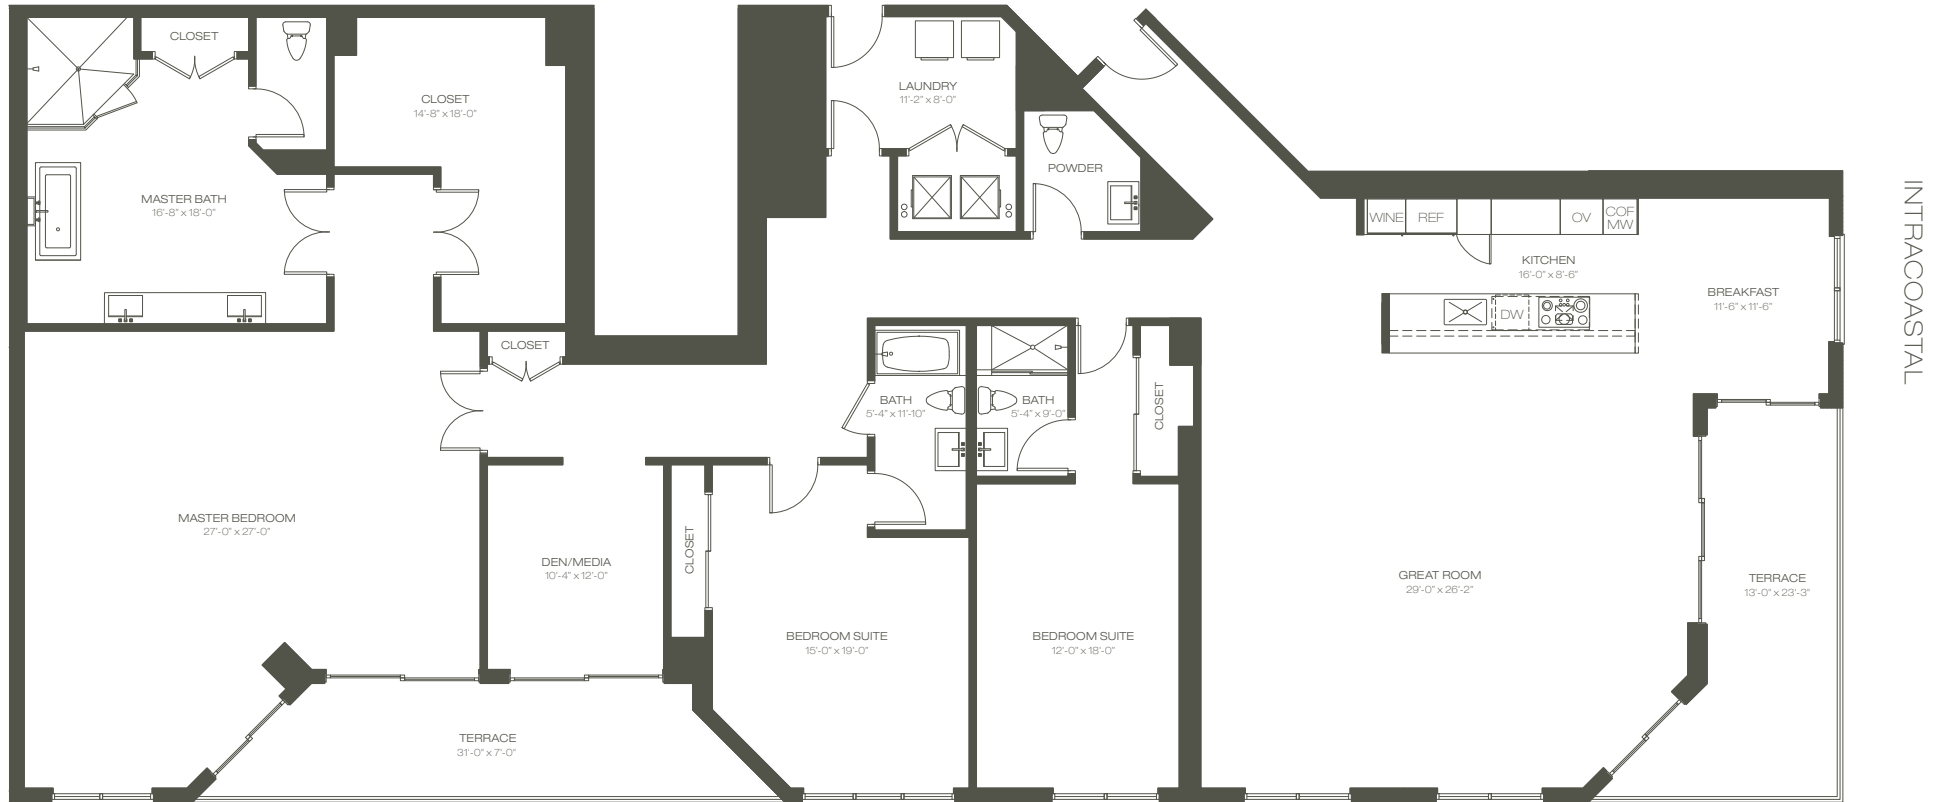 CLOSET
CLOSET
14'-8" x 18'-0"
LAUNDRY
11'-2" x 8'-0"
POWDER
MASTER BATH
16'-8" x 18'-0"
WINE
REF
OV
COF
MW
KITCHEN
16'-0" x 8'-6"
DW
BREAKFAST
11'-6" x 11'-6"
INTRACOASTAL
CLOSET
BATH
5'-4" x 11'-10"
BATH
5'-4" x 9'-0"
CLOSET
MASTER BEDROOM
27'-0" x 27'-0"
DEN/MEDIA
10'-4" x 12'-0"
CLOSET
BEDROOM SUITE
15'-0" x 19'-0"
BEDROOM SUITE
12'-0" x 18'-0"
GREAT ROOM
29'-0" x 26'-2"
TERRACE
13'-0" x 23'-3"
TERRACE
31'-0" x 7'-0"